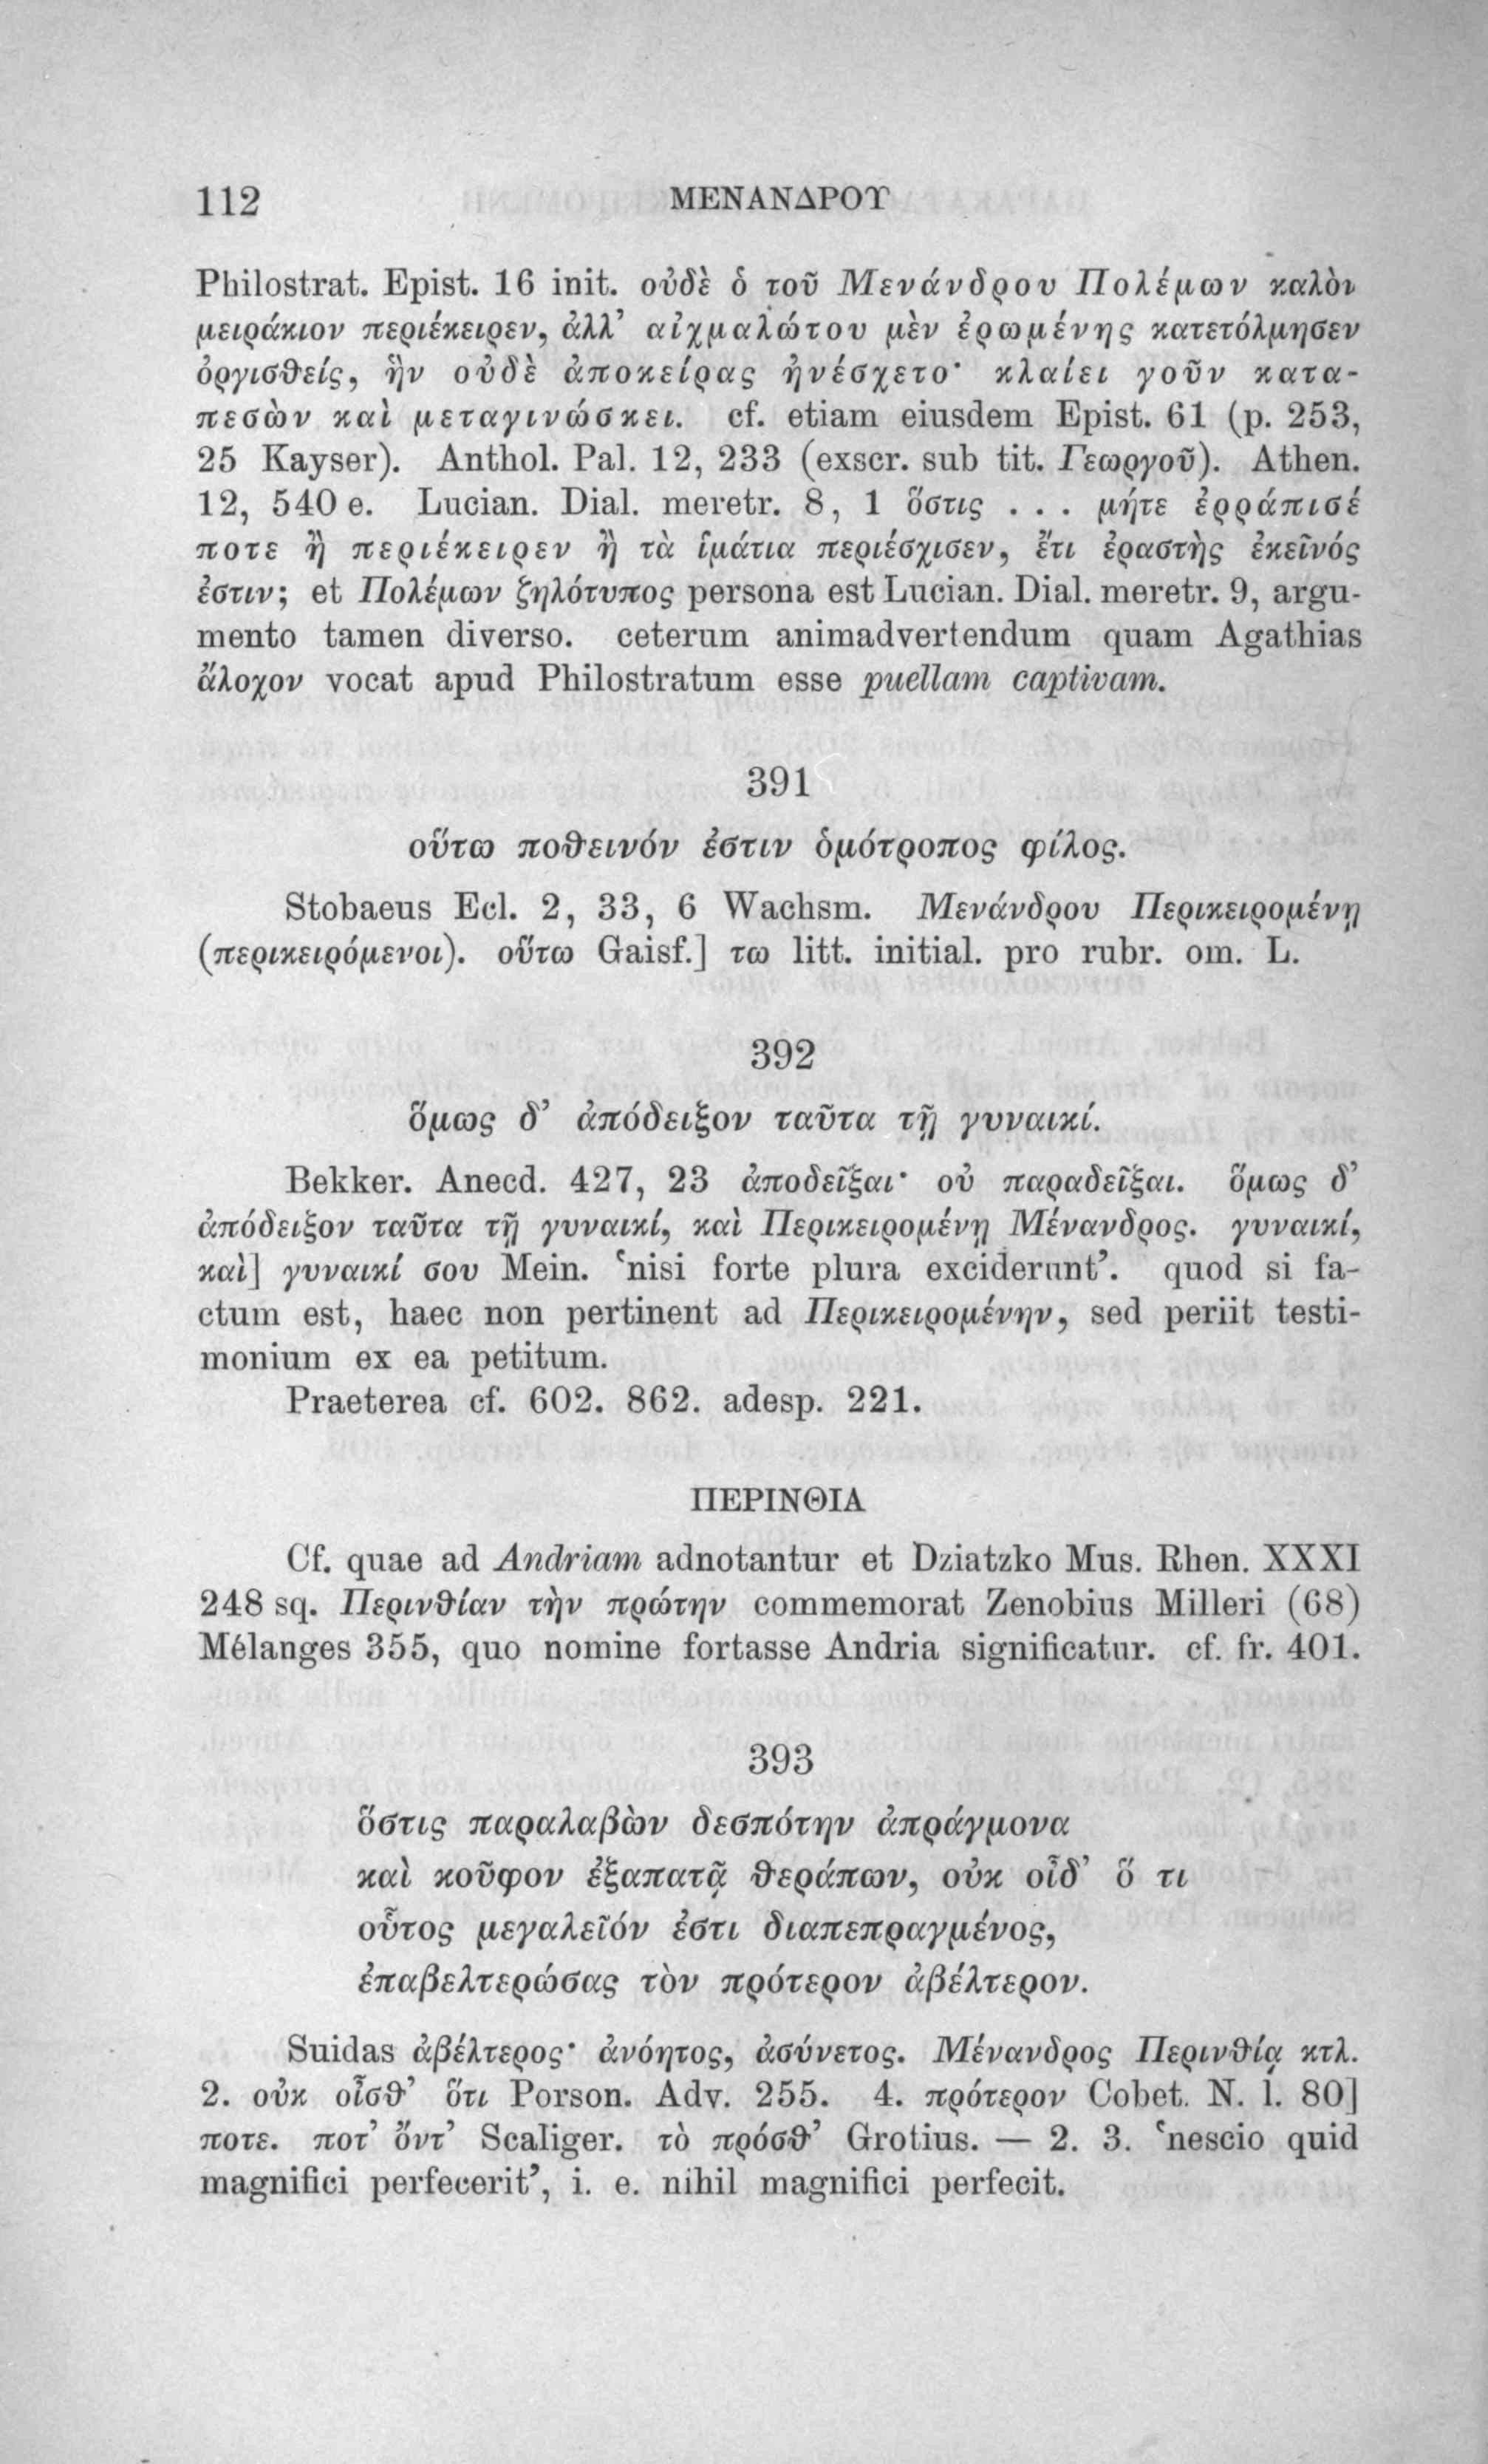 112 ΜΕΝΑΝΔΡΟΥ
Philostrat. Epist. 16 init. οὐδὲ ὁ τοῦ Μενάνδρου Πολέμων καλὸν
μειράκιον περιέκειρεν, ἀλλ’ αἰχμαλώτου μὲν ἐρωμένης κατετόλμησεν
ὀργισθείς, ἣν οὐδὲ ἀποκείρας ἠνέσχετο· κλαίει γοῦν κατα-
πεσὼν καὶ μεταγινώσκει. cf. etiam eiusdem Epist. 61 (p. 253,
25 Kayser). Anthol. Pal. 12, 233 (exscr. sub tit. Γεωργοῦ). Athen.
12, 540 e. Lucian. Dial. meretr. 8, 1 ὅστις . . . μήτε ἐρράπισέ
ποτε ἢ περιέκειρεν ἢ τὰ ἱμάτια περιέσχισεν, ἔτι ἐραστὴς ἐκεῖνός
ἐστιν; et Πολέμων ζηλότυπος persona est Lucian. Dial. meretr. 9, argu-
mento tamen diverso. ceterum animadvertendum quam Agathias
ἄλοχον vocat apud Philostratum esse puellam captivam.
391
οὕτω ποθεινόν ἐστιν ὁμότροπος φίλος.
Stobaeus Ecl. 2, 33, 6 Wachsm. Μενάνδρου Περικειρομένῃ
(περικειρόμενοι). οὕτω Gaisf.] τω litt. initial. pro rubr. om. L.
392
ὅμως δ’ ἀπόδειξον ταῦτα τῇ γυναικί.
Bekker. Anecd. 427, 23 ἀποδεῖξαι· οὐ παραδεῖξαι. ὅμως δ’
ἀπόδειξον ταῦτα τῇ γυναικί, καὶ Περικειρομένῃ Μένανδρος. γυναικί,
καὶ] γυναικί σου Mein. ‘nisi forte plura exciderunt’. quod si fa-
ctum est, haec non pertinent ad Περικειρομένην, sed periit testi-
monium ex ea petitum.
Praeterea cf. 602. 862. adesp. 221.
ΠΕΡΙΝΘΙΑ
Cf. quae ad Andriam adnotantur et Dziatzko Mus. Rhen. XXXI
248 sq. Περινθίαν τὴν πρώτην commemorat Zenobius Milleri (68)
Mélanges 355, quo nomine fortasse Andria significatur. cf. fr. 401.
393
ὅστις παραλαβὼν δεσπότην ἀπράγμονα
καὶ κοῦφον ἐξαπατᾷ θεράπων, οὐκ οἶδ’ ὅ τι
οὗτος μεγαλεῖόν ἐστι διαπεπραγμένος,
ἐπαβελτερώσας τὸν πρότερον ἀβέλτερον.
Suidas ἀβέλτερος· ἀνόητος, ἀσύνετος. Μένανδρος Περινθίᾳ κτλ.
2. οὐκ οἶσθ’ ὅτι Porson. Adv. 255. 4. πρότερον Cobet. N. l. 80]
ποτε. ποτ’ ὄντ’ Scaliger. τὸ πρόσθ’ Grotius. — 2. 3. ‘nescio quid
magnifici perfecerit’, i. e. nihil magnifici perfecit.